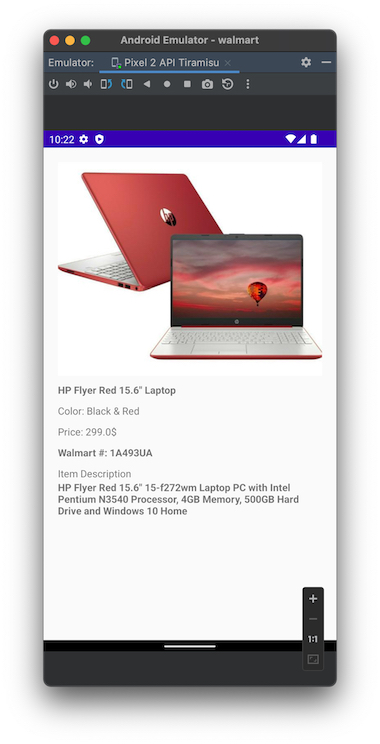 Android Emulator - walmart
Emulator: Pixel 2 API Tiramisu
10:22
HP Flyer Red 15.6" Laptop
Color: Black & Red
Price: 299.0$
Walmart #: 1A493UA
Item Description
HP Flyer Red 15.6" 15-f272wm Laptop PC with Intel
Pentium N3540 Processor, 4GB Memory, 500GB Hard
Drive and Windows 10 Home
1:1